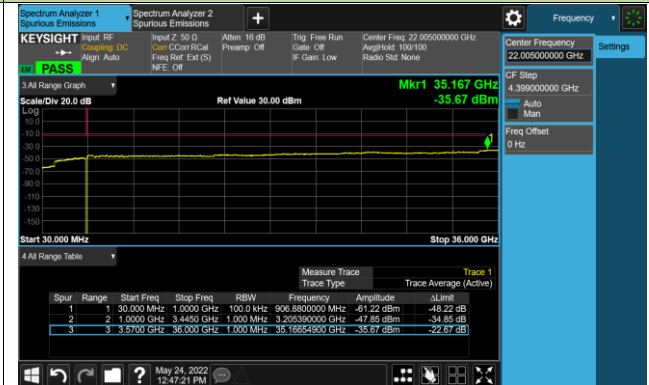 Spectrum Analyzer 1
Spurious Emissions
Spectrum Analyzer 2
Spurious Emissions
Frequency
KEYSIGHT
Input: RF
Coupling: DC
Align: Auto
Input Z: 50 Ω
Corr CCorr RCal
Freq Ref: Ext (S)
NFE: Off
Atten: 16 dB
Preamp: Off
Trig: Free Run
Gate: Off
IF Gain: Low
Center Freq: 22.005000000 GHz
Avg|Hold: 100/100
Radio Std: None
PASS
Center Frequency
22.005000000 GHz
Settings
CF Step
4.399000000 GHz
Auto
Man
Freq Offset
0 Hz
3 All Range Graph
Mkr1 35.167 GHz
Scale/Div 20.0 dB
Ref Value 30.00 dBm
-35.67 dBm
Log
10.0
-10.0
-30.0
-50.0
-70.0
-90.0
-110
-130
-150
1
Start 30.000 MHz
Stop 36.000 GHz
4 All Range Table
Measure Trace Trace 1
Trace Type Trace Average (Active)
Spur Range Start Freq Stop Freq RBW Frequency Amplitude ΔLimit
1 1 30.000 MHz 1.0000 GHz 100.0 kHz 906.8800000 MHz -61.22 dBm -48.22 dB
2 2 1.0000 GHz 3.4450 GHz 1.000 MHz 3.205390000 GHz -47.85 dBm -34.85 dB
3 3 3.5700 GHz 36.000 GHz 1.000 MHz 35.16654900 GHz -35.67 dBm -22.67 dB
May 24, 2022
12:47:21 PM